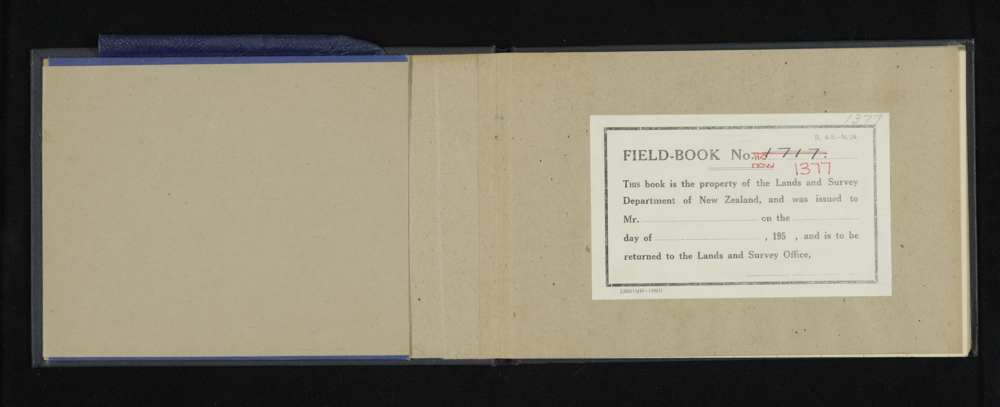 1377
FIELD-BOOK No. 1717.
now
1377
THIS book is the property of the Lands and Survey
Department of New Zealand, and was issued to
Mr. on the
day of , 195 , and is to be
returned to the Lands and Survey Office,